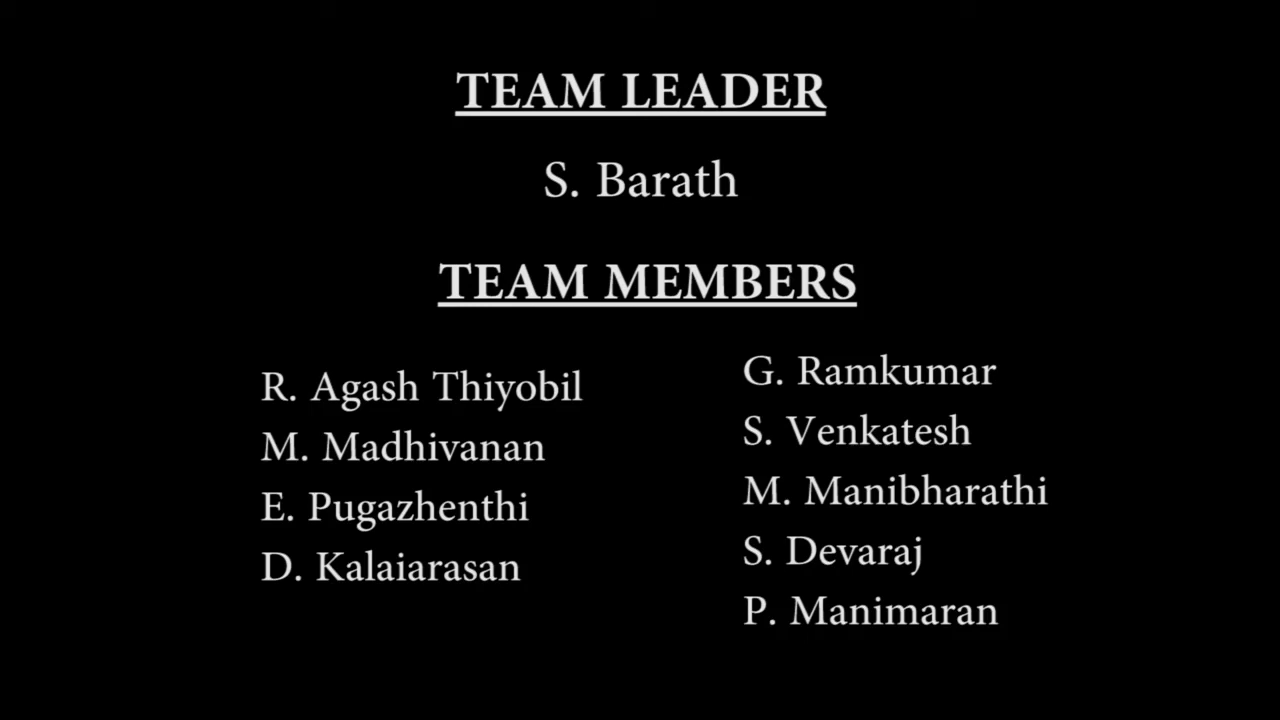 TEAM LEADER
S. Barath
TEAM MEMBERS
R. Agash Thiyobil
M. Madhivanan
E. Pugazhenthi
D. Kalaiarasan
G. Ramkumar
S. Venkatesh
M. Manibharathi
S. Devaraj
P. Manimaran